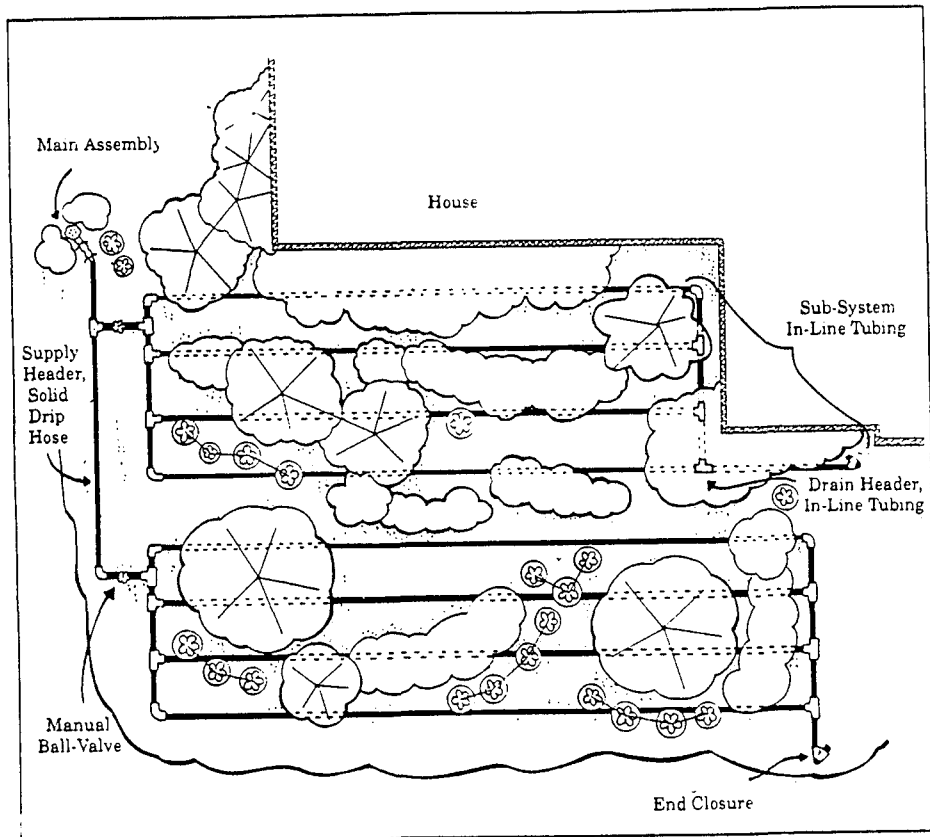 Main Assembly
House
Sub-System
In-Line Tubing
Supply
Header,
Solid
Drip
Hose
Drain Header,
In-Line Tubing
Manual
Ball-Valve
End Closure